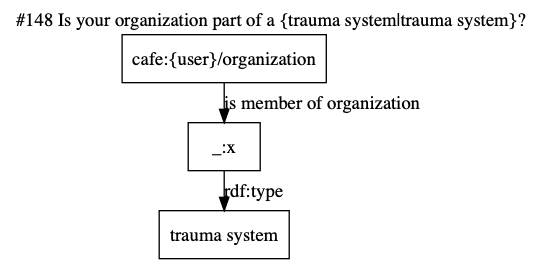 #148 Is your organization part of a {trauma system|trauma system}?
cafe:{user}/organization
is member of organization
_:x
rdf:type
trauma system